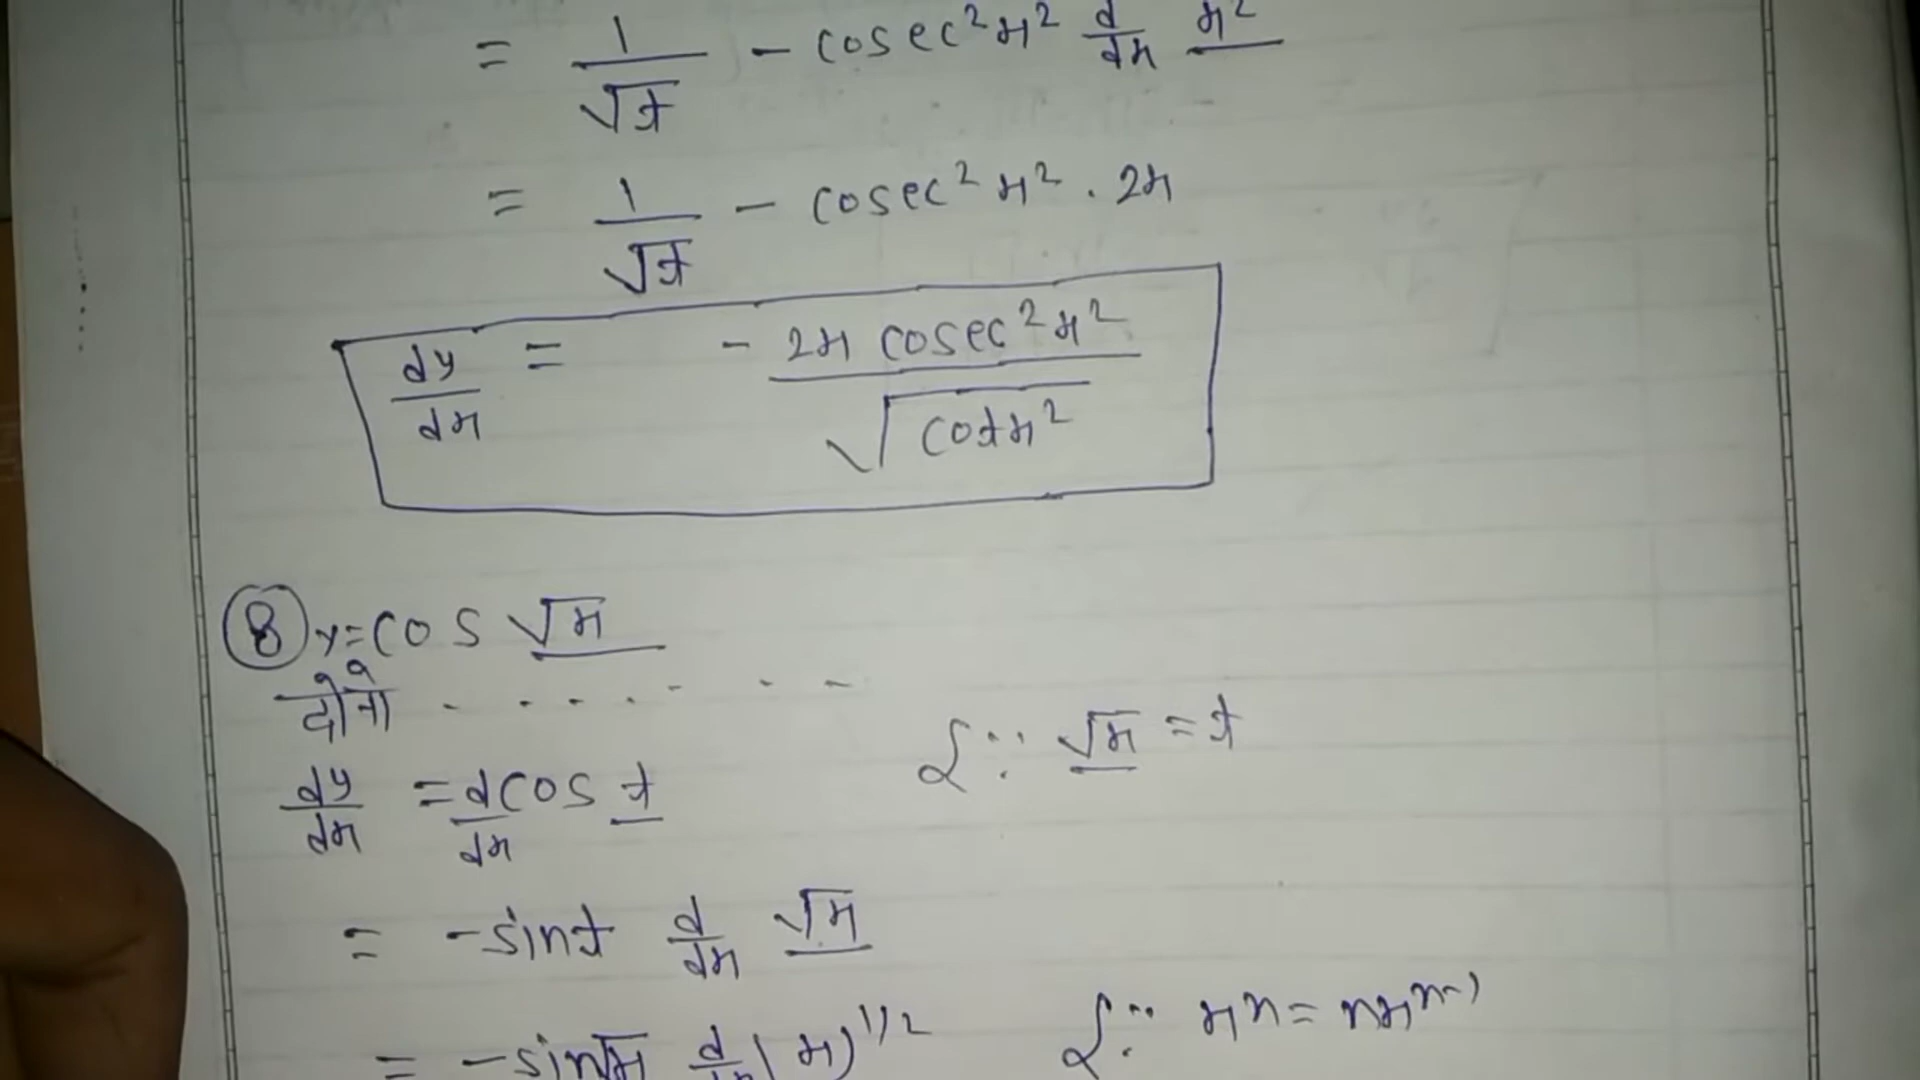 = 1/√t - cosec²x² d/dx x²
= 1/√t - cosec²x² . 2x
dy/dx = - 2x cosec²x² / √cotx²
⑧ y=cos √x
दोनों - - - - - - -
dy/dx = d cos t/dx {∵ √x = t
= -sint d/dx √x
= -sin√x d/dx (x)^1/2 {∵ xⁿ = nxⁿ⁻¹